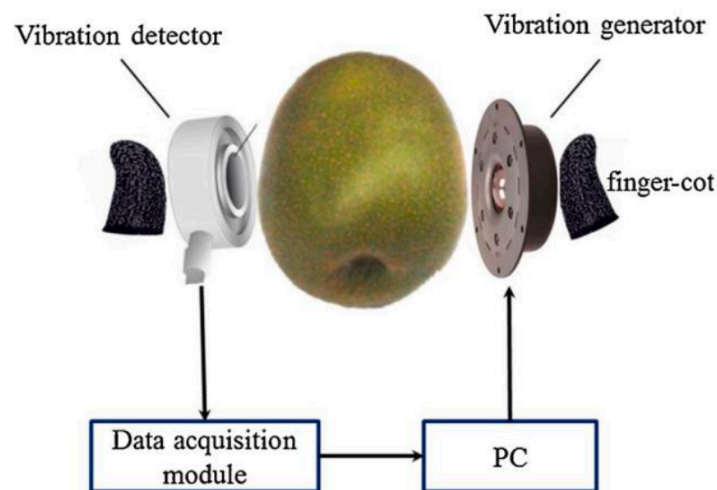 Vibration detector
Vibration generator
finger-cot
Data acquisition
module
PC